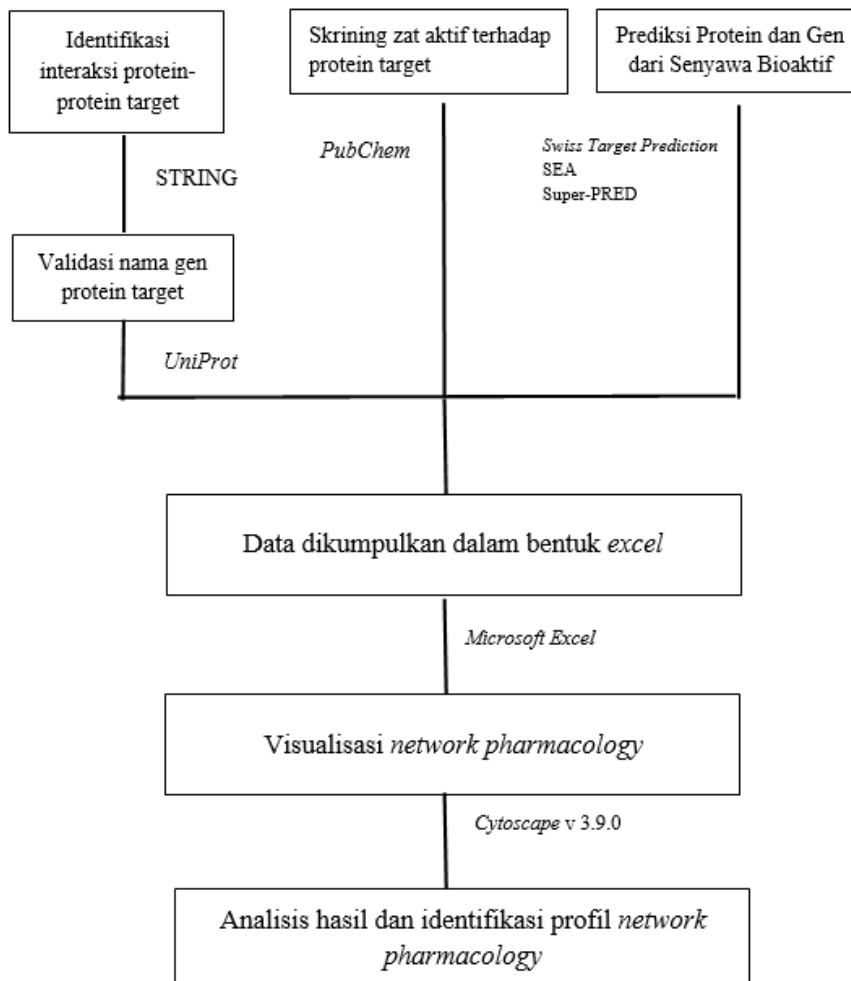 Identifikasi
interaksi protein-
protein target
Skrining zat aktif terhadap
protein target
Prediksi Protein dan Gen
dari Senyawa Bioaktif
STRING
PubChem
Swiss Target Prediction
SEA
Super-PRED
Validasi nama gen
protein target
UniProt
Data dikumpulkan dalam bentuk excel
Microsoft Excel
Visualisasi network pharmacology
Cytoscape v 3.9.0
Analisis hasil dan identifikasi profil network
pharmacology